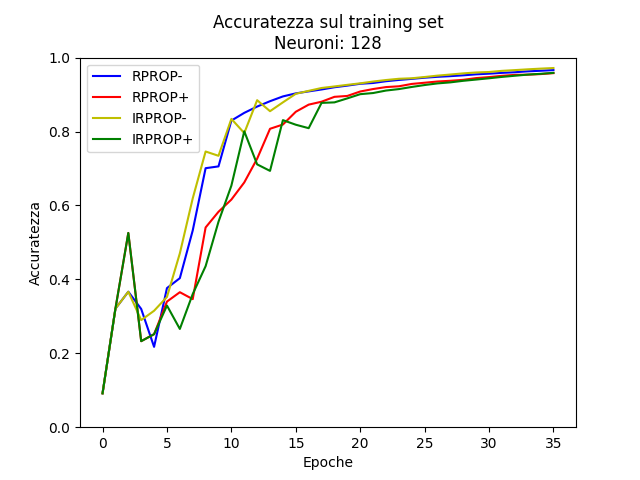 Accuratezza sul training set
Neuroni: 128
1.0
0.8
0.6
0.4
0.2
0.0
Accuratezza
RPROP-
RPROP+
IRPROP-
IRPROP+
0 5 10 15 20 25 30 35
Epoche